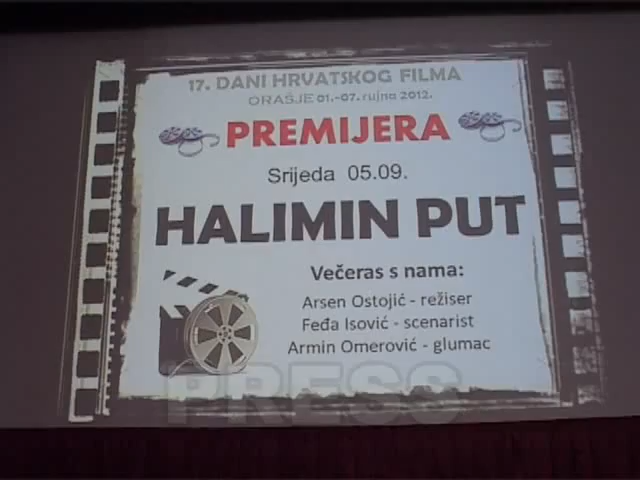 17. DANI HRVATSKOG FILMA
ORAŠJE 01.-07. rujna 2012.
PREMIJERA
Srijeda 05.09.
HALIMIN PUT
Večeras s nama:
Arsen Ostojić - režiser
Feđa Isović - scenarist
Armin Omerović - glumac
PRESS